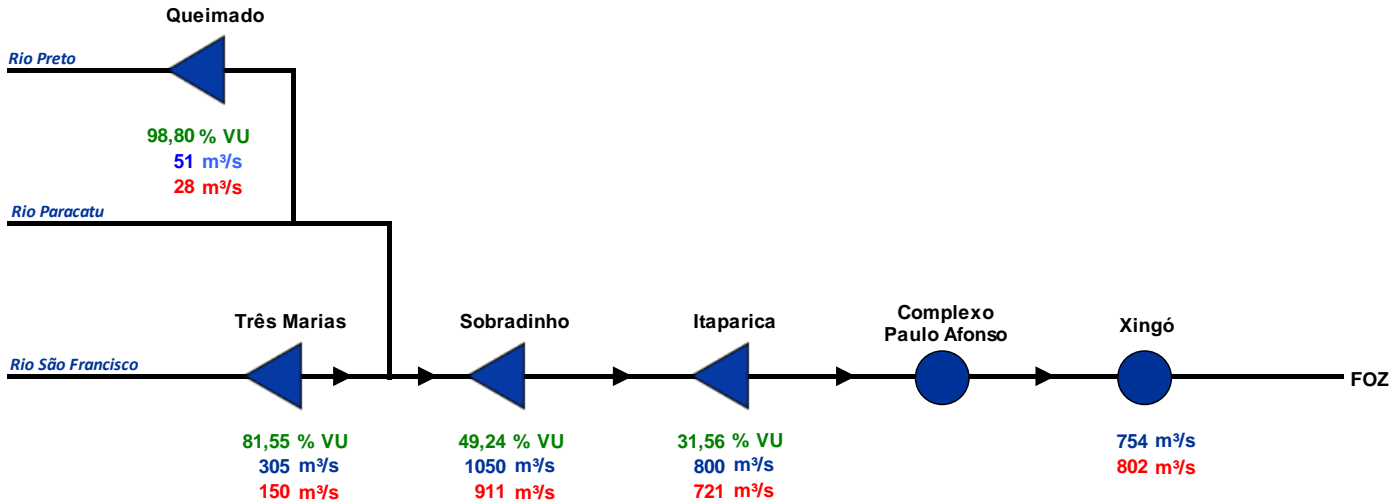 Queimado
Rio Preto
98,80 % VU
51 m³/s
28 m³/s
Rio Paracatu
Três Marias
Sobradinho
Itaparica
Complexo
Paulo Afonso
Xingó
Rio São Francisco
FOZ
81,55 % VU
305 m³/s
150 m³/s
49,24 % VU
1050 m³/s
911 m³/s
31,56 % VU
800 m³/s
721 m³/s
754 m³/s
802 m³/s